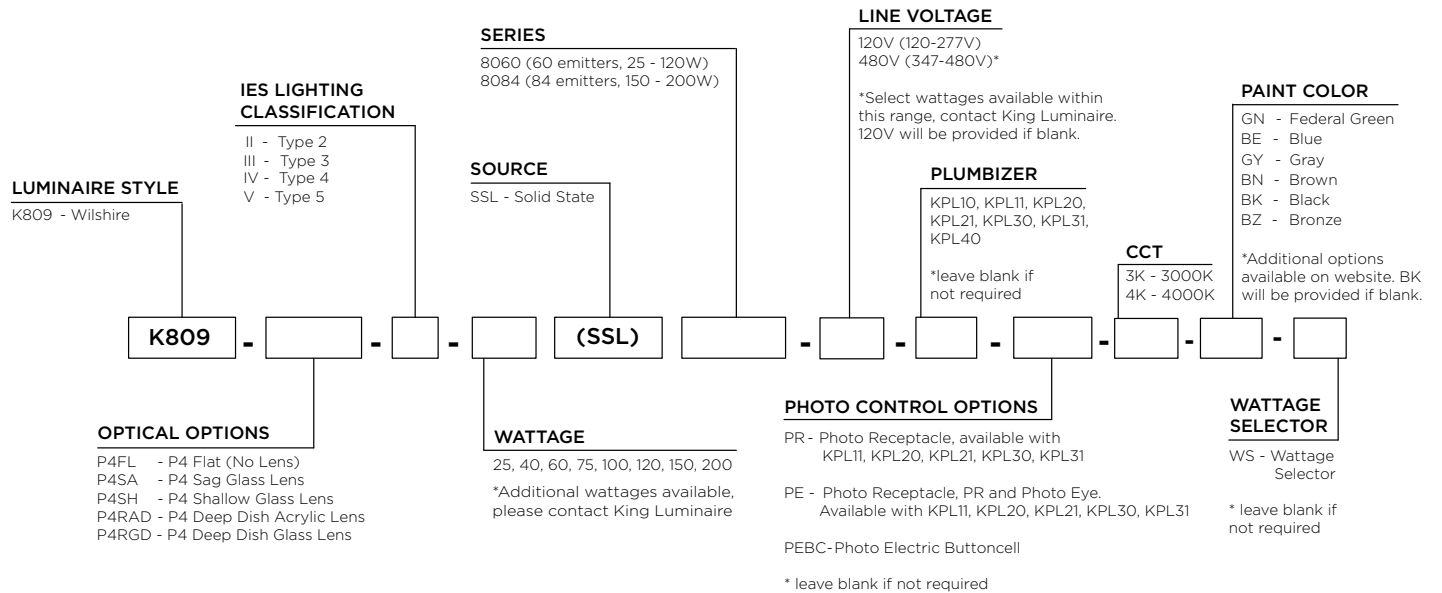 LUMINAIRE STYLE
K809 - Wilshire
IES LIGHTING
CLASSIFICATION
II - Type 2
III - Type 3
IV - Type 4
V - Type 5
SERIES
8060 (60 emitters, 25 - 120W)
8084 (84 emitters, 150 - 200W)
SOURCE
SSL - Solid State
LINE VOLTAGE
120V (120-277V)
480V (347-480V)*
*Select wattages available within
this range, contact King Luminaire.
120V will be provided if blank.
PLUMBIZER
KPL10, KPL11, KPL20,
KPL21, KPL30, KPL31,
KPL40
*leave blank if
not required
CCT
3K - 3000K
4K - 4000K
PAINT COLOR
GN - Federal Green
BE - Blue
GY - Gray
BN - Brown
BK - Black
BZ - Bronze
*Additional options
available on website. BK
will be provided if blank.
K809 - - - (SSL) - - - - - -
OPTICAL OPTIONS
P4FL - P4 Flat (No Lens)
P4SA - P4 Sag Glass Lens
P4SH - P4 Shallow Glass Lens
P4RAD - P4 Deep Dish Acrylic Lens
P4RGD - P4 Deep Dish Glass Lens
WATTAGE
25, 40, 60, 75, 100, 120, 150, 200
*Additional wattages available,
please contact King Luminaire
PHOTO CONTROL OPTIONS
PR - Photo Receptacle, available with
KPL11, KPL20, KPL21, KPL30, KPL31
PE - Photo Receptacle, PR and Photo Eye.
Available with KPL11, KPL20, KPL21, KPL30, KPL31
PEBC-Photo Electric Buttoncell
* leave blank if not required
WATTAGE
SELECTOR
WS - Wattage
Selector
* leave blank if
not required